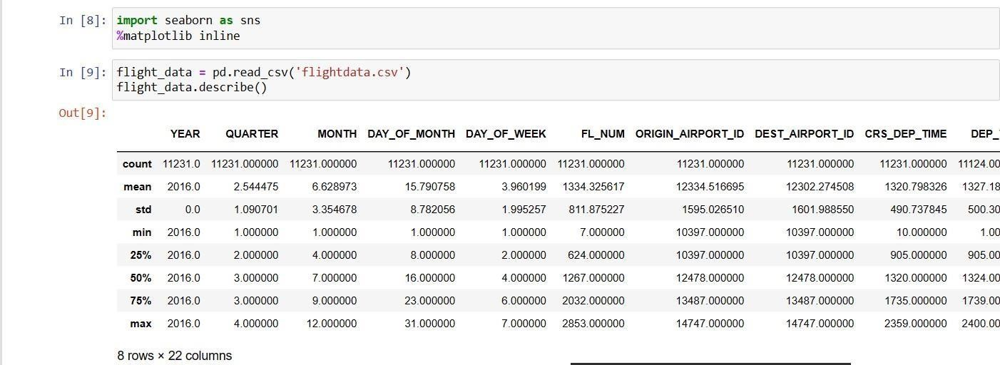 In [8]: import seaborn as sns
%matplotlib inline
In [9]: flight_data = pd.read_csv('flightdata.csv')
flight_data.describe()
Out[9]:
YEAR QUARTER MONTH DAY_OF_MONTH DAY_OF_WEEK FL_NUM ORIGIN_AIRPORT_ID DEST_AIRPORT_ID CRS_DEP_TIME DEP_
count 11231.0 11231.000000 11231.000000 11231.000000 11231.000000 11231.000000 11231.000000 11231.000000 11231.000000 11124.00
mean 2016.0 2.544475 6.628973 15.790758 3.960199 1334.325617 12334.516695 12302.274508 1320.798326 1327.18
std 0.0 1.090701 3.354678 8.782056 1.995257 811.875227 1595.026510 1601.988550 490.737845 500.30
min 2016.0 1.000000 1.000000 1.000000 1.000000 7.000000 10397.000000 10397.000000 10.000000 1.00
25% 2016.0 2.000000 4.000000 8.000000 2.000000 624.000000 10397.000000 10397.000000 905.000000 905.00
50% 2016.0 3.000000 7.000000 16.000000 4.000000 1267.000000 12478.000000 12478.000000 1320.000000 1324.00
75% 2016.0 3.000000 9.000000 23.000000 6.000000 2032.000000 13487.000000 13487.000000 1735.000000 1739.00
max 2016.0 4.000000 12.000000 31.000000 7.000000 2853.000000 14747.000000 14747.000000 2359.000000 2400.00
8 rows × 22 columns